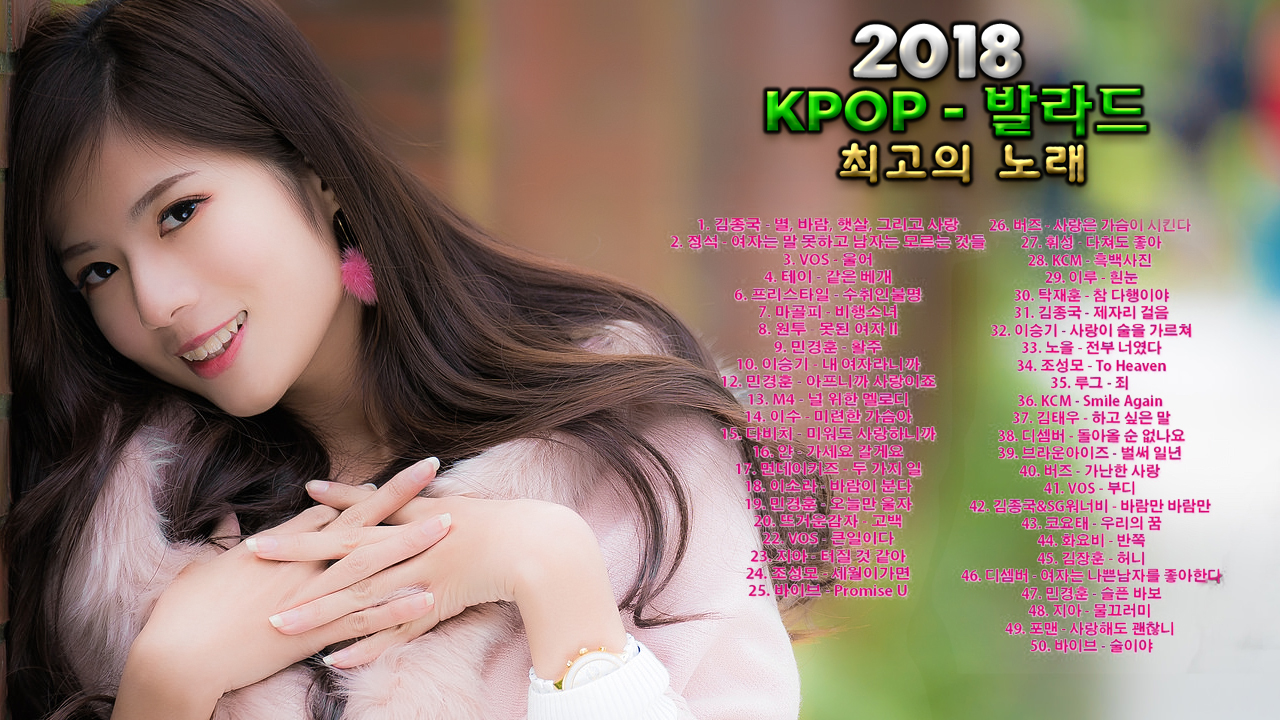 2018
KPOP - 발라드
최고의 노래
1. 김종국 - 별, 바람, 햇살, 그리고 사랑
2. 정석 - 여자는 말 못하고 남자는 모르는 것들
3. VOS - 울어
4. 테이 - 같은 베개
6. 프리스타일 - 수취인불명
7. 마골피 - 비행소녀
8. 원투 - 못된 여자 II
9. 민경훈 - 왈주
10. 이승기 - 내 여자라니까
12. 민경훈 - 아프니까 사랑이죠
13. M4 - 널 위한 멜로디
14. 이수 - 미련한 가슴아
15. 다비치 - 미워도 사랑하니까
16. 안 - 가세요 갈게요
17. 먼데이키즈 - 두 가지 일
18. 이소라 - 바람이 분다
19. 민경훈 - 오늘만 울자
20. 뜨거운감자 - 고백
22. VOS - 큰일이다
23. 지아 - 터질 것 같아
24. 조성모 - 세월이가면
25. 바이브 - Promise U
26. 버즈 - 사랑은 가슴이 시킨다
27. 휘성 - 다쳐도 좋아
28. KCM - 흑백사진
29. 이루 - 흰눈
30. 탁재훈 - 참 다행이야
31. 김종국 - 제자리 걸음
32. 이승기 - 사랑이 술을 가르쳐
33. 노을 - 전부 너였다
34. 조성모 - To Heaven
35. 루그 - 죄
36. KCM - Smile Again
37. 김태우 - 하고 싶은 말
38. 디셈버 - 돌아올 순 없나요
39. 브라운아이즈 - 벌써 일년
40. 버즈 - 가난한 사랑
41. VOS - 부디
42. 김종국&SG워너비 - 바람만 바람만
43. 코요태 - 우리의 꿈
44. 화요비 - 반쪽
45. 김장훈 - 허니
46. 디셈버 - 여자는 나쁜남자를 좋아한다
47. 민경훈 - 슬픈 바보
48. 지아 - 물끄러미
49. 포맨 - 사랑해도 괜찮니
50. 바이브 - 술이야